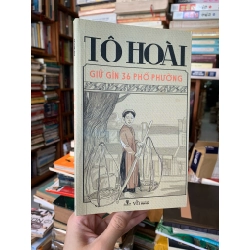 TÔ HOÀI
GIỮ GÌN 36 PHỐ PHƯỜNG